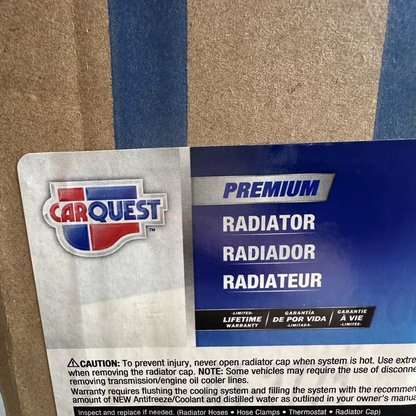 CARQUEST™
PREMIUM
RADIATOR
RADIADOR
RADIATEUR
-LIMITED-
LIFETIME
WARRANTY
GARANTÍA
DE POR VIDA
-LIMITADA-
GARANTIE
À VIE
-LIMITÉE-
⚠CAUTION: To prevent injury, never open radiator cap when system is hot. Use
when removing the radiator cap. NOTE: Some vehicles may require the use of
removing transmission/engine oil cooler lines.
Warranty requires flushing the cooling system and filling the system with the
amount of NEW Antifreeze/Coolant and distilled water as outlined in your owner's
Inspect and replace if needed. (Radiator Hoses • Hose Clamps • Thermostat • Radiator Cap)